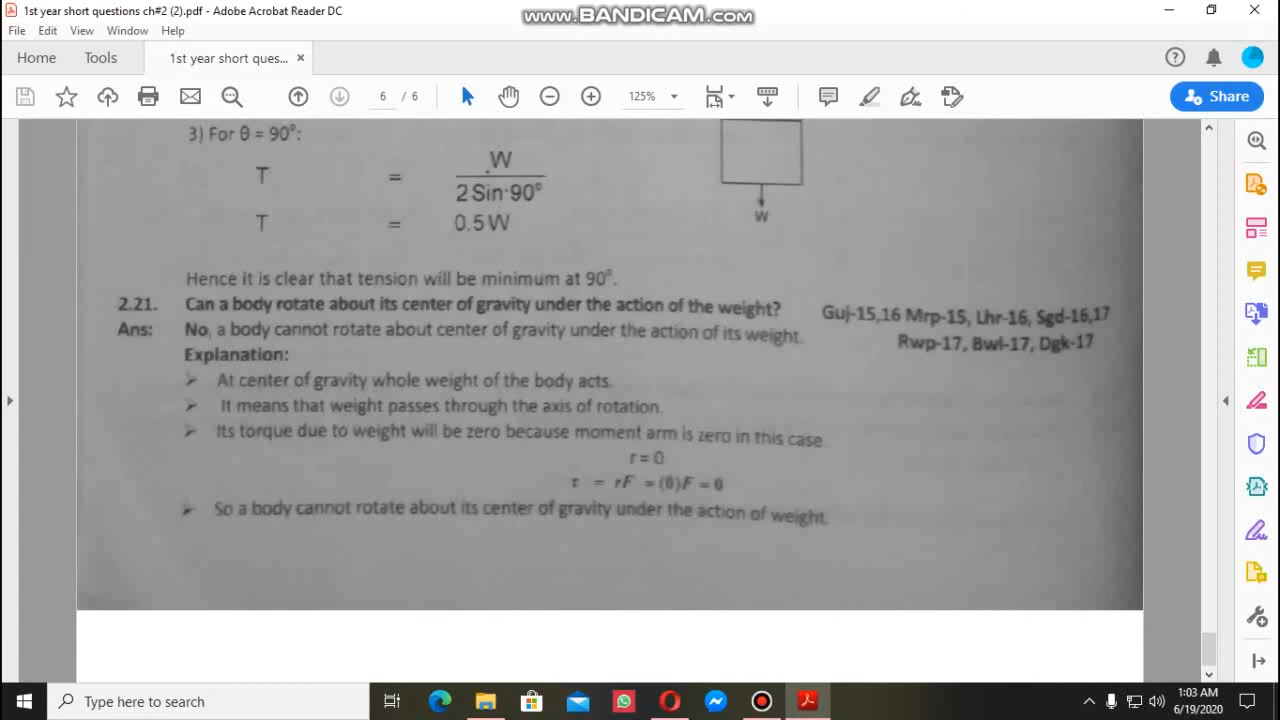 1st year short questions ch#2 (2).pdf - Adobe Acrobat Reader DC
www.BANDICAM.com
File Edit View Window Help
Home Tools 1st year short ques... ×
6 / 6 125% Share
3) For θ = 90°:
T = W / 2 Sin·90°
T = 0.5W
W
Hence it is clear that tension will be minimum at 90°.
2.21. Can a body rotate about its center of gravity under the action of the weight? Guj-15,16 Mrp-15, Lhr-16, Sgd-16,17
Ans: No, a body cannot rotate about center of gravity under the action of its weight. Rwp-17, Bwl-17, Dgk-17
Explanation:
➢ At center of gravity whole weight of the body acts.
➢ It means that weight passes through the axis of rotation.
➢ Its torque due to weight will be zero because moment arm is zero in this case
r = 0
τ = rF = (0)F = 0
➢ So a body cannot rotate about its center of gravity under the action of weight.
Type here to search
1:03 AM
6/19/2020